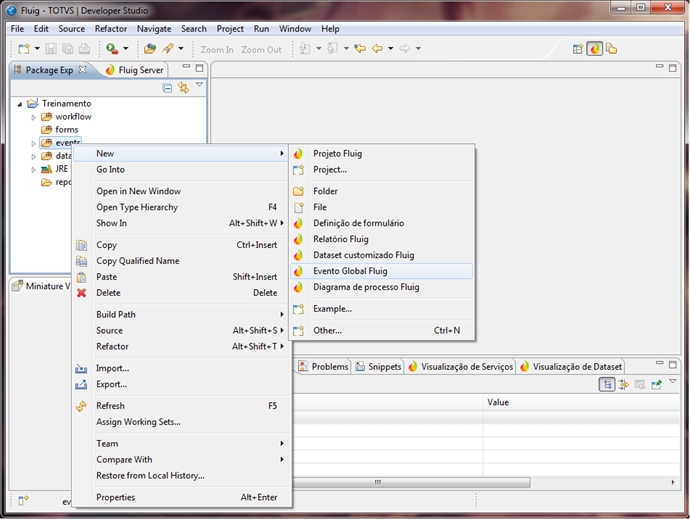 Fluig - TOTVS | Developer Studio
File Edit Source Refactor Navigate Search Project Run Window Help
Zoom In Zoom Out
Package Exp
Fluig Server
Treinamento
workflow
forms
events
data
JRE
repo
New
Go Into
Open in New Window
Open Type Hierarchy F4
Show In Alt+Shift+W
Copy Ctrl+Insert
Copy Qualified Name
Paste Shift+Insert
Delete Delete
Build Path
Source Alt+Shift+S
Refactor Alt+Shift+T
Import...
Export...
Refresh F5
Assign Working Sets...
Team
Compare With
Restore from Local History...
Properties Alt+Enter
Projeto Fluig
Project...
Folder
File
Definição de formulário
Relatório Fluig
Dataset customizado Fluig
Evento Global Fluig
Diagrama de processo Fluig
Example...
Other... Ctrl+N
Miniature V
Problems Snippets Visualização de Serviços Visualização de Dataset
Value
ev